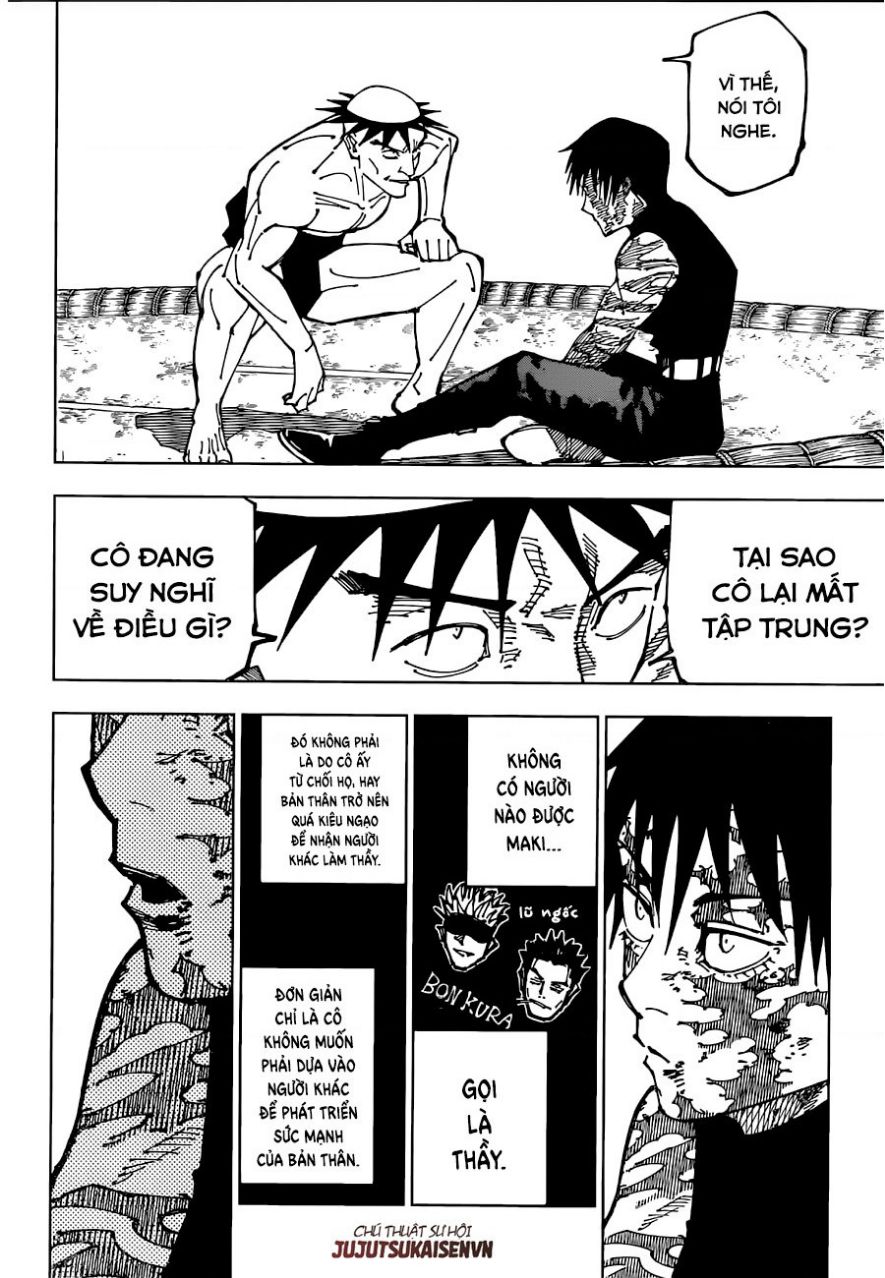 VÌ THẾ,
NÓI TÔI
NGHE.
TẠI SAO
CÔ LẠI MẤT
TẬP TRUNG?
CÔ ĐANG
SUY NGHĨ
VỀ ĐIỀU GÌ?
KHÔNG
CÓ NGƯỜI
NÀO ĐƯỢC
MAKI...
lũ ngốc
BONKURA
GỌI
LÀ
THẦY.
ĐÓ KHÔNG PHẢI
LÀ DO CÔ ẤY
TỪ CHỐI HỌ, HAY
BẢN THÂN TRỞ NÊN
QUÁ KIÊU NGẠO
ĐỂ NHẬN NGƯỜI
KHÁC LÀM THẦY.
ĐƠN GIẢN
CHỈ LÀ CÔ
KHÔNG MUỐN
PHẢI DỰA VÀO
NGƯỜI KHÁC
ĐỂ PHÁT TRIỂN
SỨC MẠNH
CỦA BẢN THÂN.
CHÚ THUẬT SƯ HỘI
JUJUTSUKAISENVN